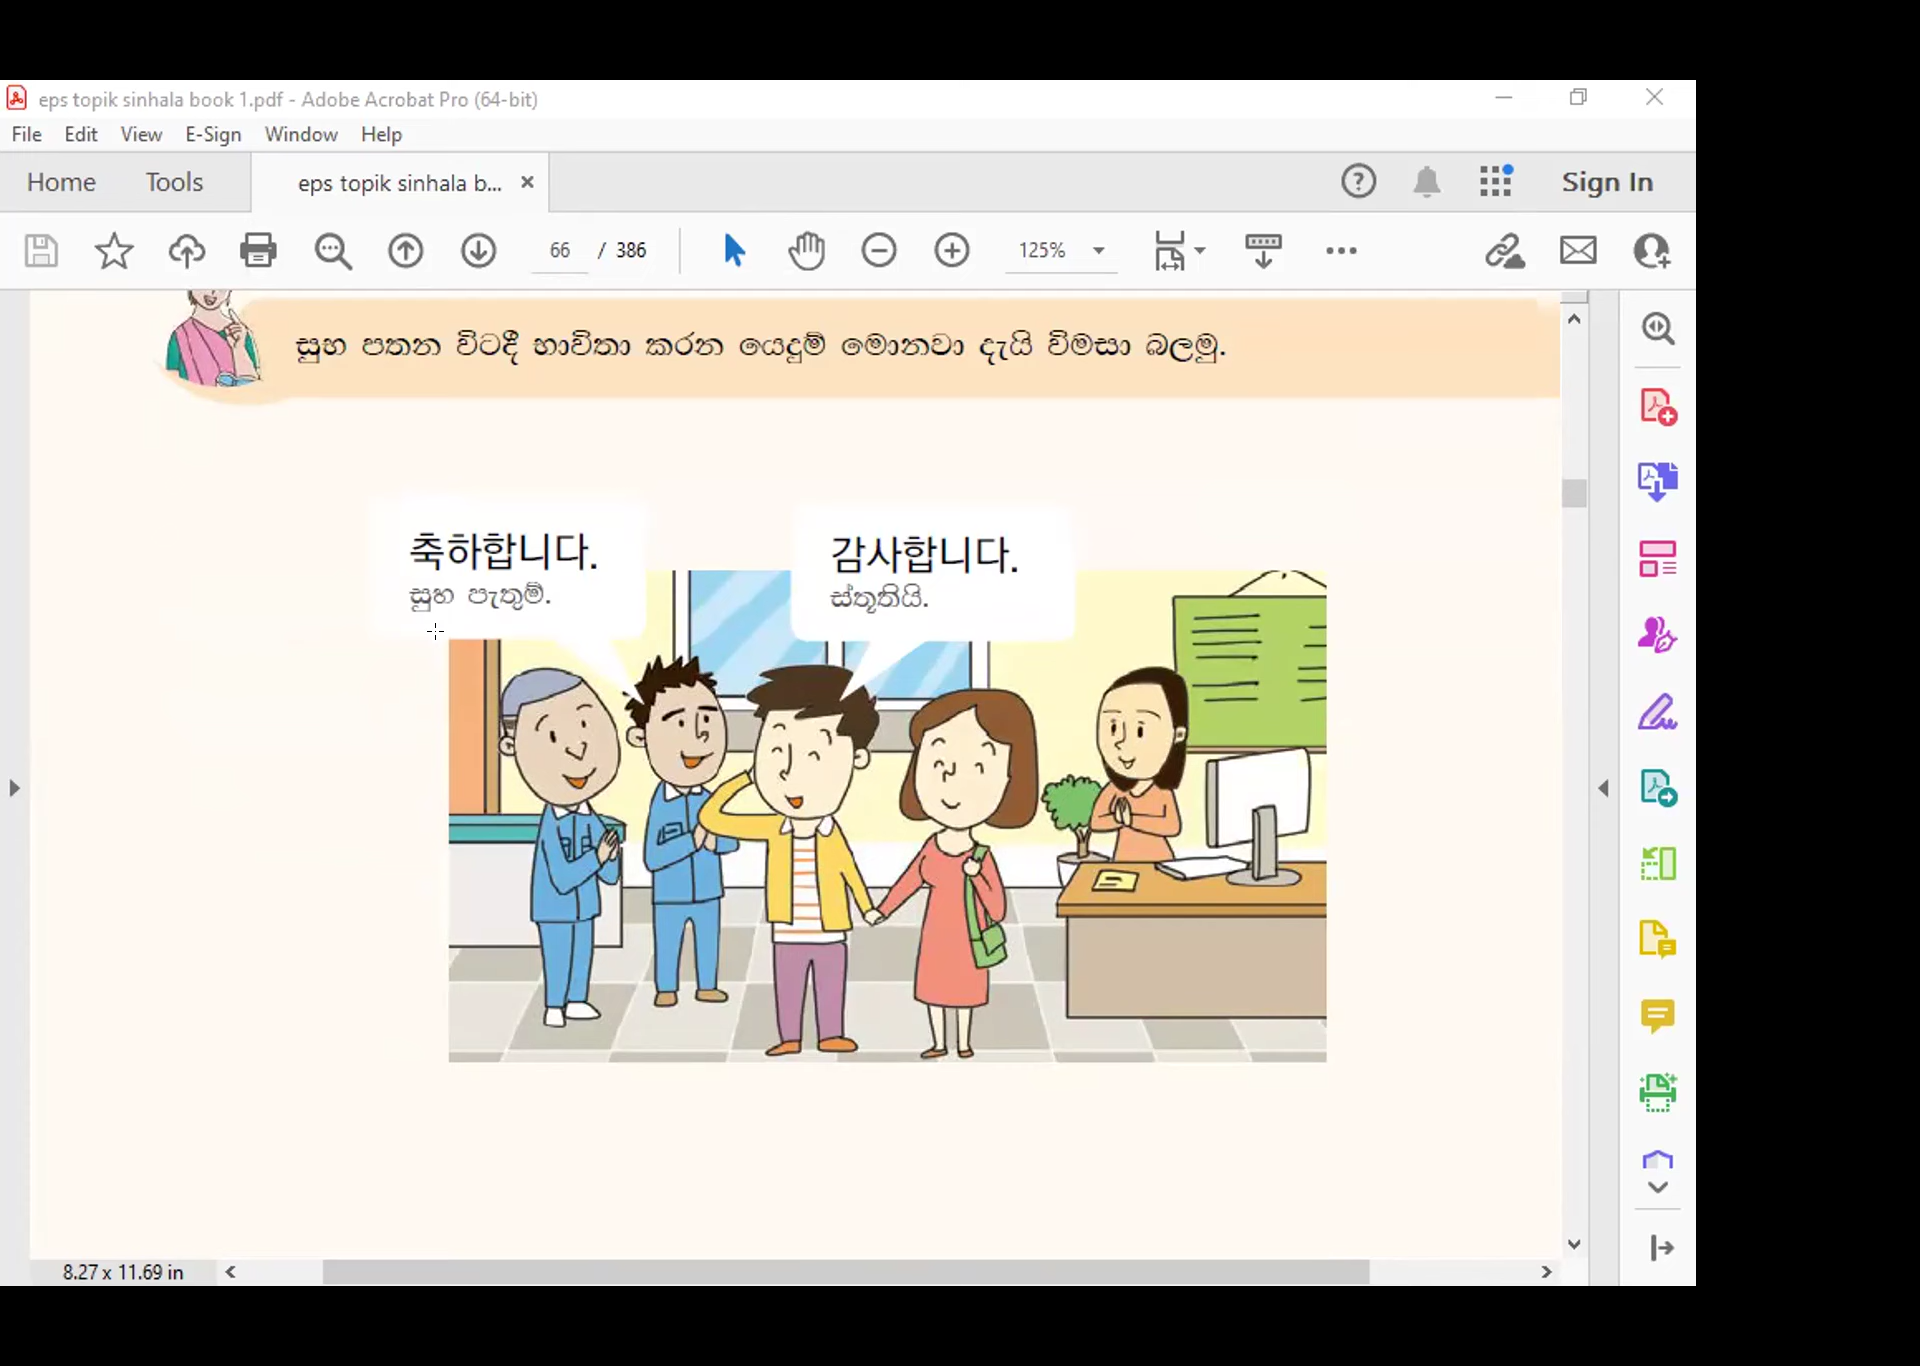 eps topik sinhala book 1.pdf - Adobe Acrobat Pro (64-bit)
File Edit View E-Sign Window Help
Home Tools eps topik sinhala b... Sign In
66 / 386 125%
සුභ පතන විටදී භාවිතා කරන යෙදුම් මොනවා දැයි විමසා බලමු.
축하합니다.
සුභ පැතුම්.
감사합니다.
ස්තූතියි.
8.27 x 11.69 in